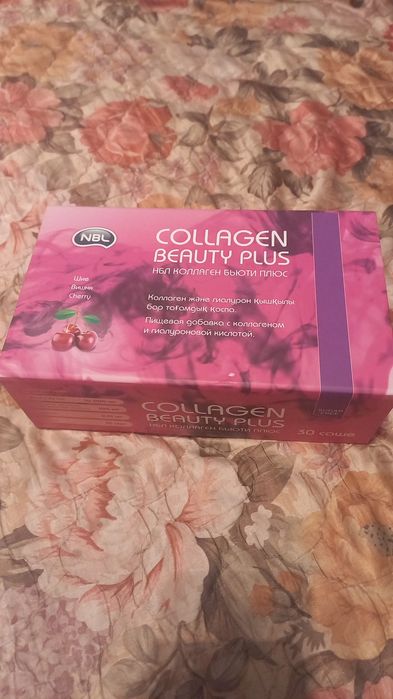 NBL
COLLAGEN
BEAUTY PLUS
НБЛ КОЛЛАГЕН БЬЮТИ ПЛЮС
Шие
Вишня
Cherry
Коллаген және гиалурон қышқылы
бар тағамдық қоспа.
Пищевая добавка с коллагеном
и гиалуроновой кислотой.
COLLAGEN
BEAUTY PLUS
НБЛ КОЛЛАГЕН БЬЮТИ ПЛЮС
30 саше